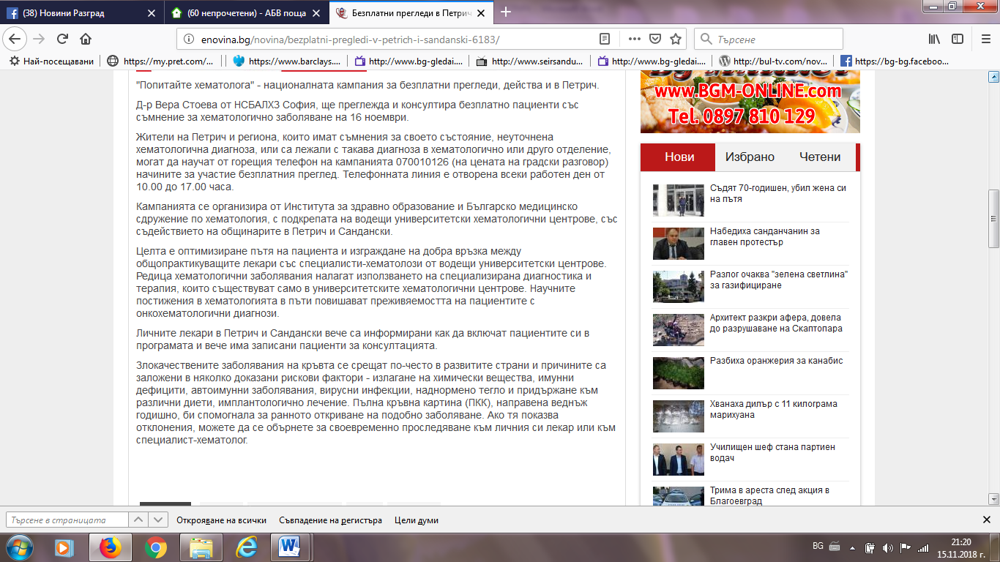 (38) Новини Разград
(60 непрочетени) - АБВ поща
Безплатни прегледи в Петрич
enovina.bg/novina/bezplatni-pregledi-v-petrich-i-sandanski-6183/
Търсене
Най-посещавани
https://my.pret.com/...
https://www.barclays....
http://www.bg-gledai....
http://www.seirsandu...
http://www.bg-gledai....
http://bul-tv.com/nov...
https://bg-bg.faceboo...
"Попитайте хематолога" - националната кампания за безплатни прегледи, действа и в Петрич.
Д-р Вера Стоева от НСБАЛХЗ София, ще преглежда и консултира безплатно пациенти със
съмнение за хематологично заболяване на 16 ноември.
Жители на Петрич и региона, които имат съмнения за своето състояние, неуточнена
хематологична диагноза, или са лежали с такава диагноза в хематологично или друго отделение,
могат да научат от горещия телефон на кампанията 070010126 (на цената на градски разговор)
начините за участие безплатния преглед. Телефонната линия е отворена всеки работен ден от
10.00 до 17.00 часа.
Кампанията се организира от Института за здравно образование и Българско медицинско
сдружение по хематология, с подкрепата на водещи университетски хематологични центрове, със
съдействието на общинарите в Петрич и Сандански.
Целта е оптимизиране пътя на пациента и изграждане на добра връзка между
общопрактикуващите лекари със специалисти-хематолози от водещи университетски центрове.
Редица хематологични заболявания налагат използването на специализирана диагностика и
терапия, които съществуват само в университетските хематологични центрове. Научните
постижения в хематологията в пъти повишават преживяемостта на пациентите с
онкохематологични диагнози.
Личните лекари в Петрич и Сандански вече са информирани как да включат пациентите си в
програмата и вече има записани пациенти за консултацията.
Злокачествените заболявания на кръвта се срещат по-често в развитите страни и причините са
заложени в няколко доказани рискови фактори - излагане на химически вещества, имунни
дефицити, автоимунни заболявания, вирусни инфекции, наднормено тегло и придържане към
различни диети, имплантологично лечение. Пълна кръвна картина (ПКК), направена веднъж
годишно, би спомогнала за ранното откриване на подобно заболяване. Ако тя показва
отклонения, можете да се обърнете за своевременно проследяване към личния си лекар или към
специалист-хематолог.
www.BGM-ONLINE.com
Tel. 0897 810 129
Нови
Избрано
Четени
Съдят 70-годишен, убил жена си
на пътя
Набедиха санданчанин за
главен протестър
Разлог очаква "зелена светлина"
за газифициране
Архитект разкри афера, довела
до разрушаване на Скаптопара
Разбиха оранжерия за канабис
Хванаха дилър с 11 килограма
марихуана
Училищен шеф стана партиен
водач
Трима в ареста след акция в
Благоевград
Търсене в страницата
Открояване на всички
Съвпадение на регистъра
Цели думи
BG
21:20
15.11.2018 г.